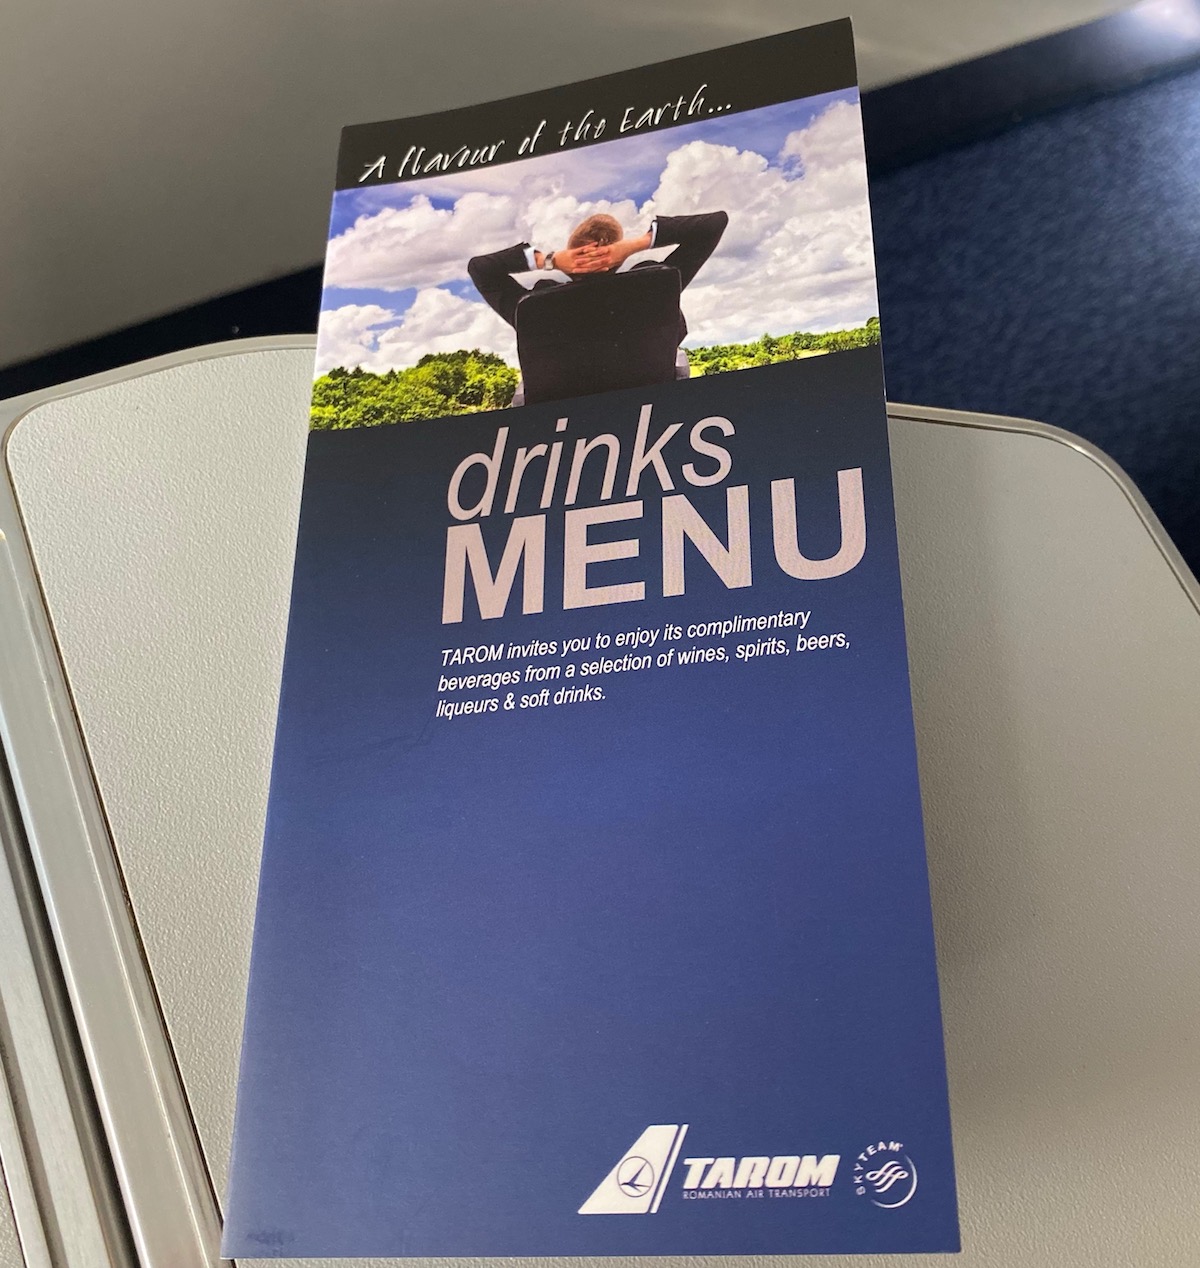 A flavour of the Earth...
drinks
MENU
TAROM invites you to enjoy its complimentary
beverages from a selection of wines, spirits, beers,
liqueurs & soft drinks.
TAROM
ROMANIAN AIR TRANSPORT
SKYTEAM